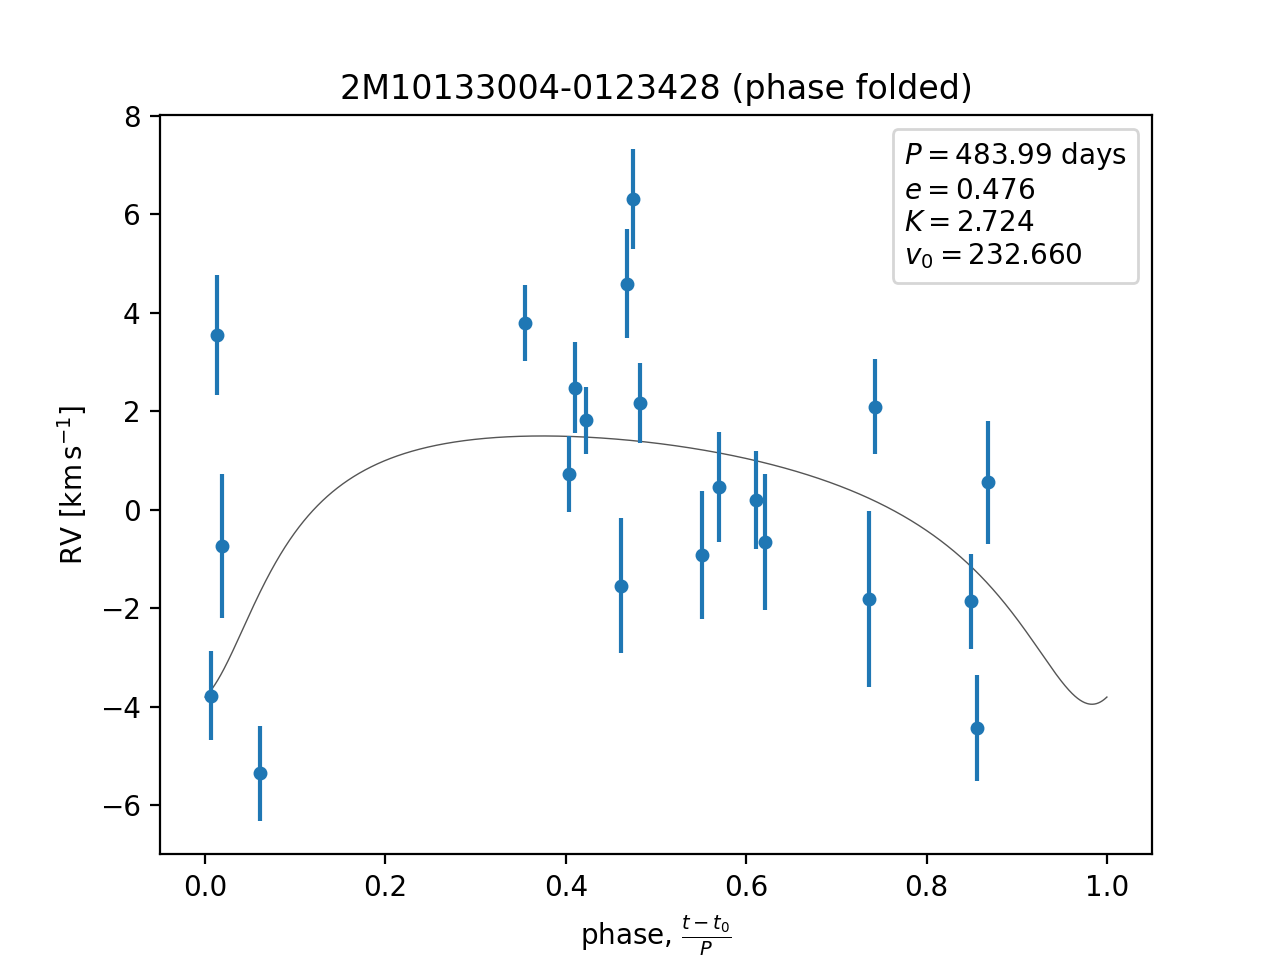 2M10133004-0123428 (phase folded)
P = 483.99 days
e = 0.476
K = 2.724
v₀ = 232.660
8
6
4
2
0
−2
−4
−6
RV [km s⁻¹]
0.0 0.2 0.4 0.6 0.8 1.0
phase, (t − t₀)/P